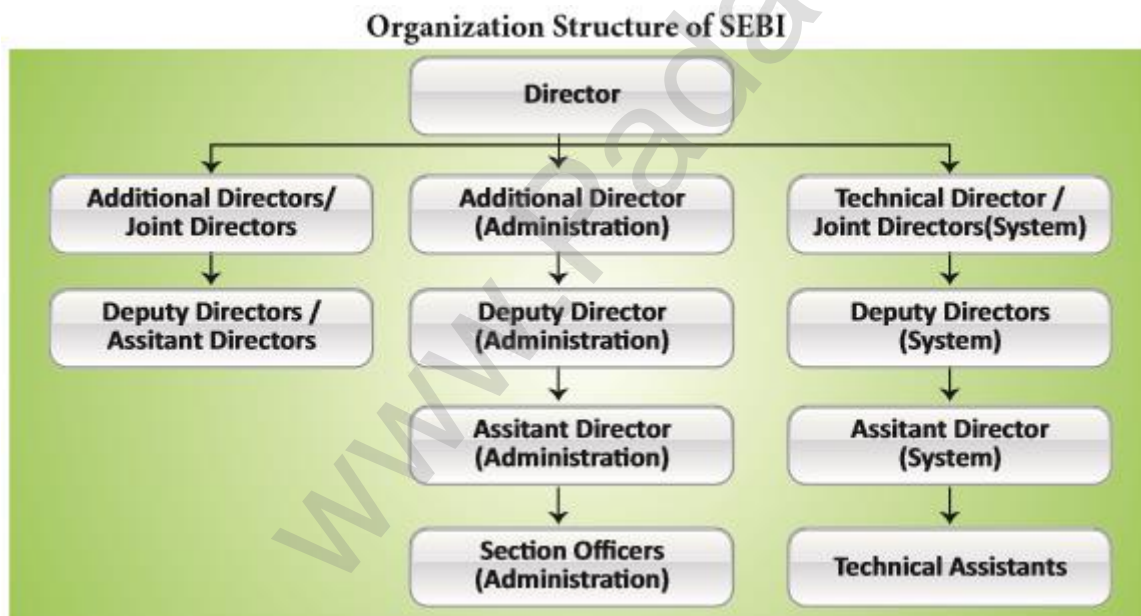 Organization Structure of SEBI
Director
Additional Directors/
Joint Directors
Additional Director
(Administration)
Technical Director /
Joint Directors(System)
Deputy Directors /
Assitant Directors
Deputy Director
(Administration)
Deputy Directors
(System)
Assitant Director
(Administration)
Assitant Director
(System)
Section Officers
(Administration)
Technical Assistants
www.Pada